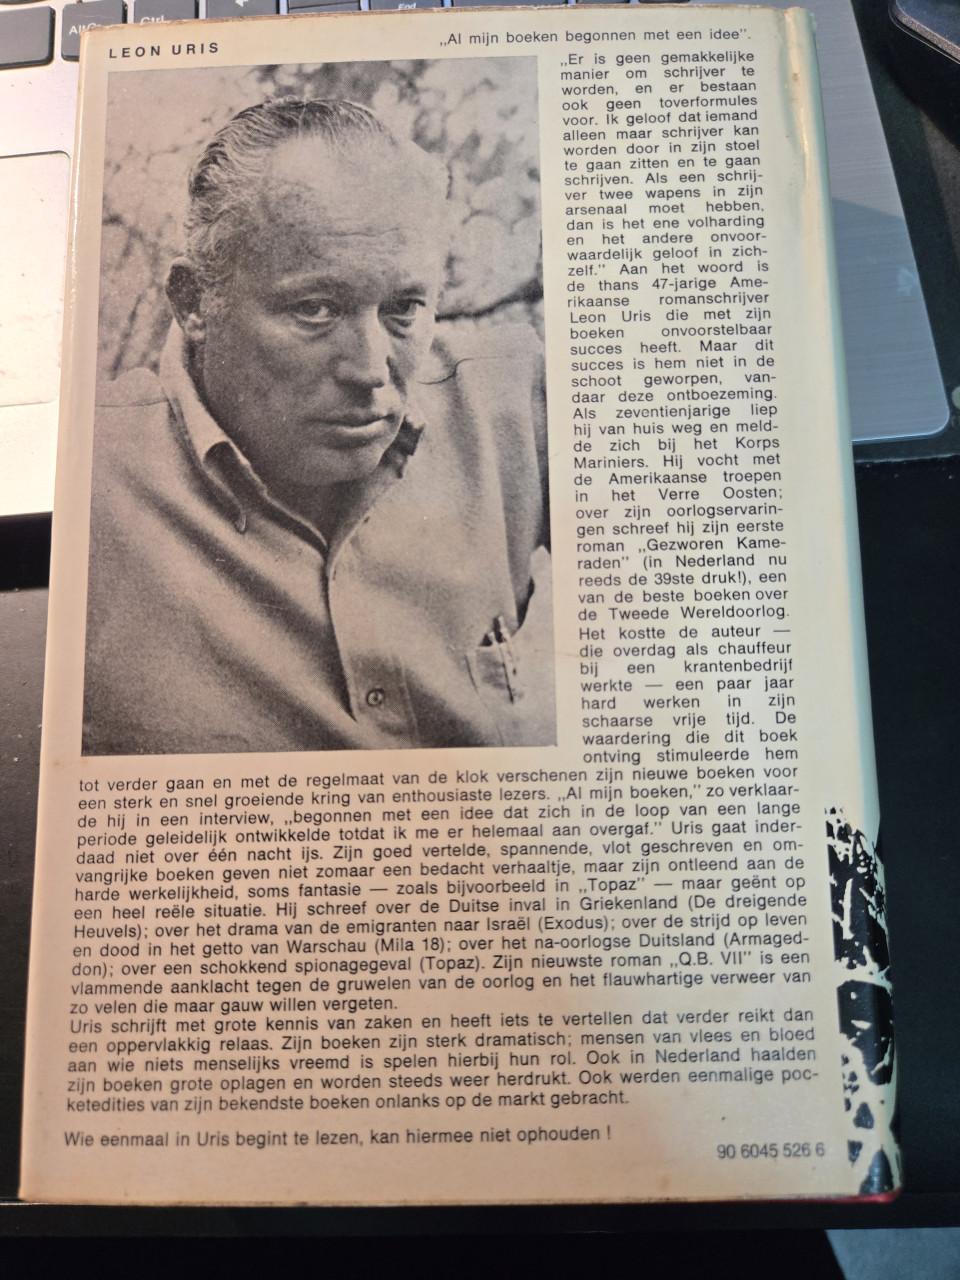 End
Alt Gr
Ctrl
LEON URIS
„Al mijn boeken begonnen met een idee".
„Er is geen gemakkelijke
manier om schrijver te
worden, en er bestaan
ook geen toverformules
voor. Ik geloof dat iemand
alleen maar schrijver kan
worden door in zijn stoel
te gaan zitten en te gaan
schrijven. Als een schrij-
ver twee wapens in zijn
arsenaal moet hebben,
dan is het ene volharding
en het andere onvoor-
waardelijk geloof in zich-
zelf." Aan het woord is
de thans 47-jarige Ame-
rikaanse romanschrijver
Leon Uris die met zijn
boeken onvoorstelbaar
succes heeft. Maar dit
succes is hem niet in de
schoot geworpen, van-
daar deze ontboezeming.
Als zeventienjarige liep
hij van huis weg en meld-
de zich bij het Korps
Mariniers. Hij vocht met
de Amerikaanse troepen
in het Verre Oosten;
over zijn oorlogservarin-
gen schreef hij zijn eerste
roman „Gezworen Kame-
raden" (in Nederland nu
reeds de 39ste druk!), een
van de beste boeken over
de Tweede Wereldoorlog.
Het kostte de auteur —
die overdag als chauffeur
bij een krantenbedrijf
werkte — een paar jaar
hard werken in zijn
schaarse vrije tijd. De
waardering die dit boek
ontving stimuleerde hem
tot verder gaan en met de regelmaat van de klok verschenen zijn nieuwe boeken voor
een sterk en snel groeiende kring van enthousiaste lezers. „Al mijn boeken," zo verklaar-
de hij in een interview, „begonnen met een idee dat zich in de loop van een lange
periode geleidelijk ontwikkelde totdat ik me er helemaal aan overgaf." Uris gaat inder-
daad niet over één nacht ijs. Zijn goed vertelde, spannende, vlot geschreven en om-
vangrijke boeken geven niet zomaar een bedacht verhaaltje, maar zijn ontleend aan de
harde werkelijkheid, soms fantasie — zoals bijvoorbeeld in „Topaz" — maar geënt op
een heel reële situatie. Hij schreef over de Duitse inval in Griekenland (De dreigende
Heuvels); over het drama van de emigranten naar Israël (Exodus); over de strijd op leven
en dood in het getto van Warschau (Mila 18); over het na-oorlogse Duitsland (Armaged-
don); over een schokkend spionagegeval (Topaz). Zijn nieuwste roman „Q.B. VII" is een
vlammende aanklacht tegen de gruwelen van de oorlog en het flauwhartige verweer van
zo velen die maar gauw willen vergeten.
Uris schrijft met grote kennis van zaken en heeft iets te vertellen dat verder reikt dan
een oppervlakkig relaas. Zijn boeken zijn sterk dramatisch; mensen van vlees en bloed
aan wie niets menselijks vreemd is spelen hierbij hun rol. Ook in Nederland haalden
zijn boeken grote oplagen en worden steeds weer herdrukt. Ook werden eenmalige poc-
ketedities van zijn bekendste boeken onlanks op de markt gebracht.
Wie eenmaal in Uris begint te lezen, kan hiermee niet ophouden !
90 6045 526 6